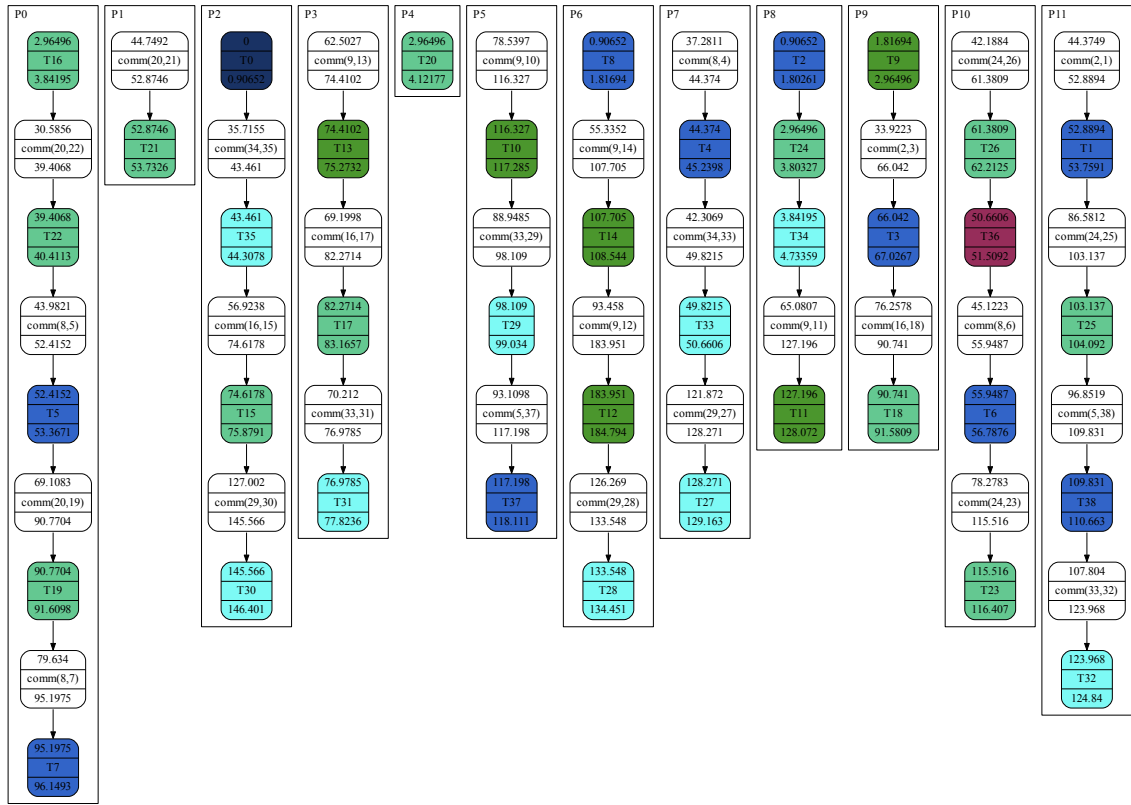 P0
2.96496
T16
3.84195
30.5856
comm(20,22)
39.4068
39.4068
T22
40.4113
43.9821
comm(8,5)
52.4152
52.4152
T5
53.3671
69.1083
comm(20,19)
90.7704
90.7704
T19
91.6098
79.634
comm(8,7)
95.1975
95.1975
T7
96.1493
P1
44.7492
comm(20,21)
52.8746
52.8746
T21
53.7326
P2
0
T0
0.90652
35.7155
comm(34,35)
43.461
43.461
T35
44.3078
56.9238
comm(16,15)
74.6178
74.6178
T15
75.8791
127.002
comm(29,30)
145.566
145.566
T30
146.401
P3
62.5027
comm(9,13)
74.4102
74.4102
T13
75.2732
69.1998
comm(16,17)
82.2714
82.2714
T17
83.1657
70.212
comm(33,31)
76.9785
76.9785
T31
77.8236
P4
2.96496
T20
4.12177
P5
78.5397
comm(9,10)
116.327
116.327
T10
117.285
88.9485
comm(33,29)
98.109
98.109
T29
99.034
93.1098
comm(5,37)
117.198
117.198
T37
118.111
P6
0.90652
T8
1.81694
55.3352
comm(9,14)
107.705
107.705
T14
108.544
93.458
comm(9,12)
183.951
183.951
T12
184.794
126.269
comm(29,28)
133.548
133.548
T28
134.451
P7
37.2811
comm(8,4)
44.374
44.374
T4
45.2398
42.3069
comm(34,33)
49.8215
49.8215
T33
50.6606
121.872
comm(29,27)
128.271
128.271
T27
129.163
P8
0.90652
T2
1.80261
2.96496
T24
3.80327
3.84195
T34
4.73359
65.0807
comm(9,11)
127.196
127.196
T11
128.072
P9
1.81694
T9
2.96496
33.9223
comm(2,3)
66.042
66.042
T3
67.0267
76.2578
comm(16,18)
90.741
90.741
T18
91.5809
P10
42.1884
comm(24,26)
61.3809
61.3809
T26
62.2125
50.6606
T36
51.5092
45.1223
comm(8,6)
55.9487
55.9487
T6
56.7876
78.2783
comm(24,23)
115.516
115.516
T23
116.407
P11
44.3749
comm(2,1)
52.8894
52.8894
T1
53.7591
86.5812
comm(24,25)
103.137
103.137
T25
104.092
96.8519
comm(5,38)
109.831
109.831
T38
110.663
107.804
comm(33,32)
123.968
123.968
T32
124.84